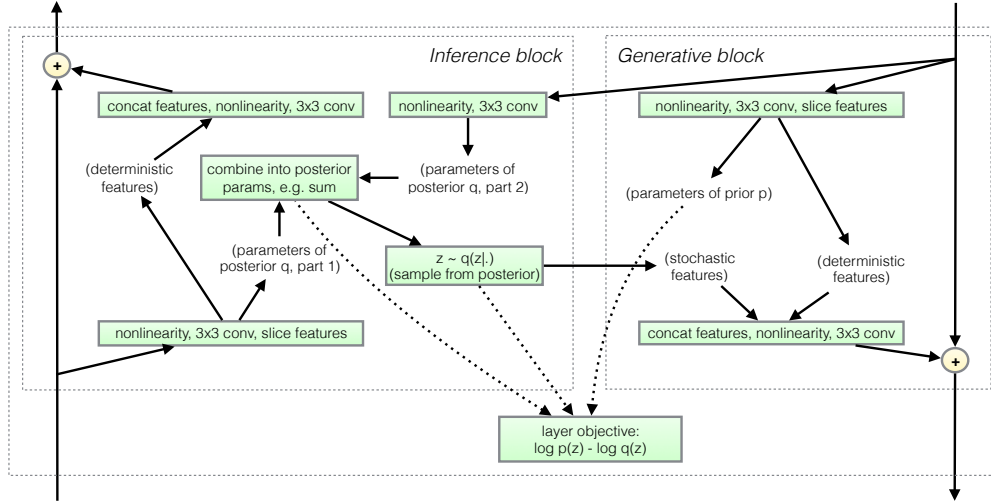 Inference block
Generative block
+
concat features, nonlinearity, 3x3 conv
nonlinearity, 3x3 conv
nonlinearity, 3x3 conv, slice features
(deterministic
features)
combine into posterior
params, e.g. sum
(parameters of
posterior q, part 2)
(parameters of prior p)
(parameters of
posterior q, part 1)
z ~ q(z|.)
(sample from posterior)
(stochastic
features)
(deterministic
features)
nonlinearity, 3x3 conv, slice features
concat features, nonlinearity, 3x3 conv
+
layer objective:
log p(z) - log q(z)